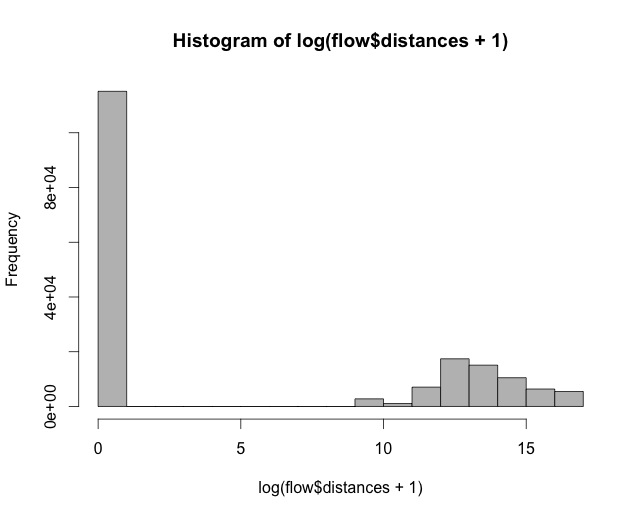 Histogram of log(flow$distances + 1)
Frequency
8e+04
4e+04
0e+00
0 5 10 15
log(flow$distances + 1)